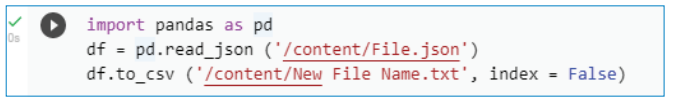 import pandas as pd
0s
df = pd.read_json ('/content/File.json')
df.to_csv ('/content/New File Name.txt', index = False)